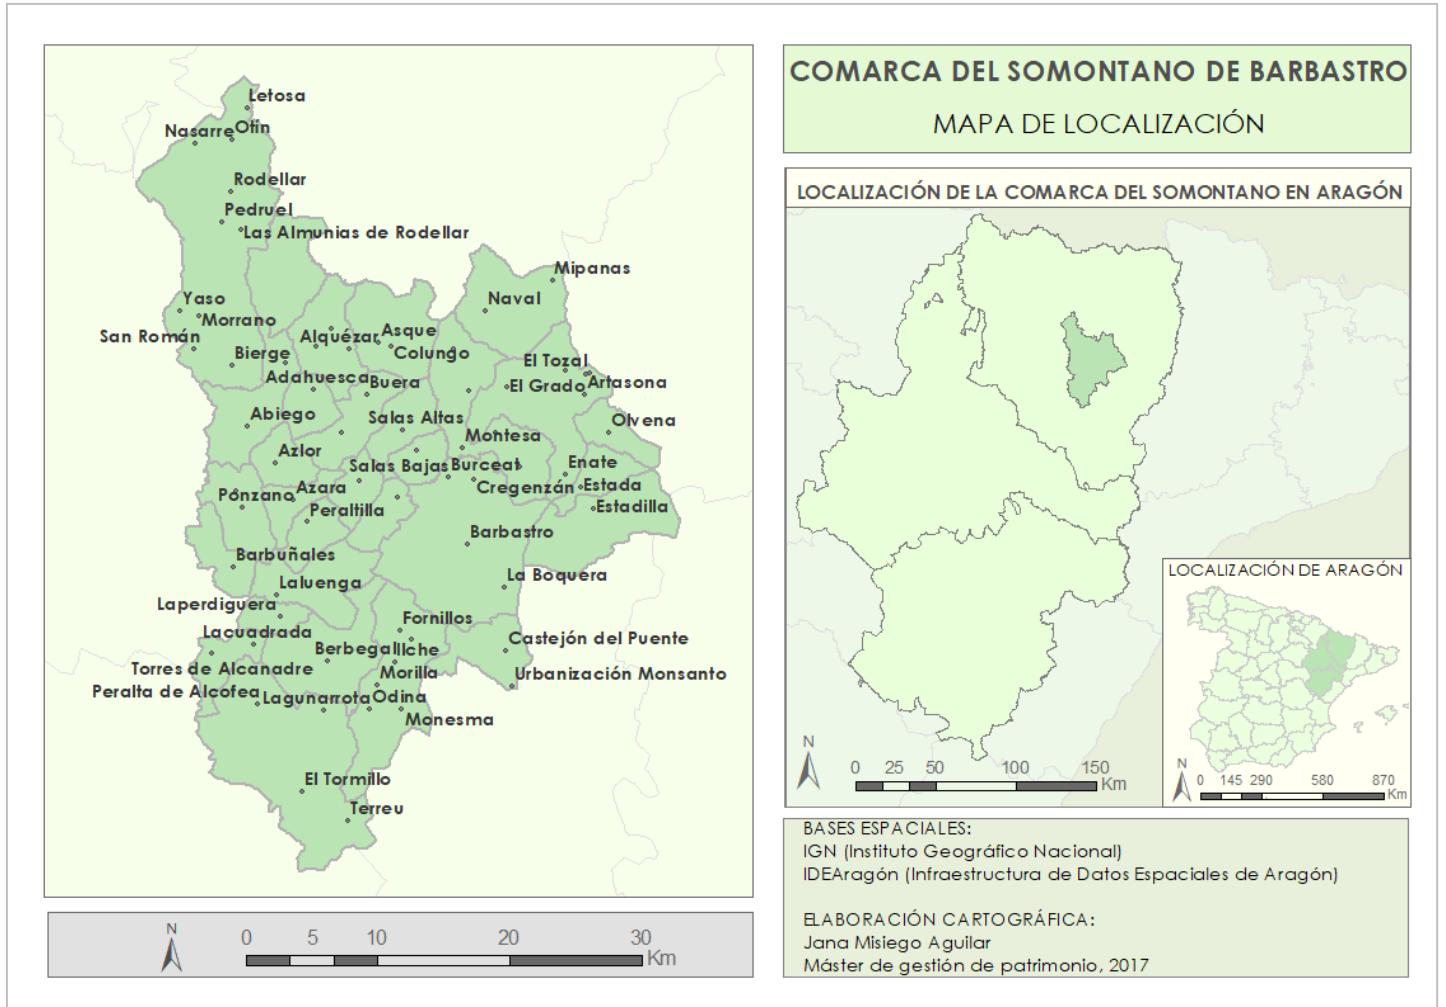 COMARCA DEL SOMONTANO DE BARBASTRO
MAPA DE LOCALIZACIÓN
Letosa
Nasarre
Otín
Rodellar
Pedruel
Las Almunias de Rodellar
Mipanas
Yaso
Naval
Morrano
San Román
Alquézar
Asque
Bierge
Colungo
El Tozal
Adahuesca
Buera
El Grado
Artasona
Abiego
Salas Altas
Olvena
Montesa
Azlor
Salas Bajas
Burceat
Enate
Ponzano
Azara
Cregenzán
Estada
Peraltilla
Estadilla
Barbastro
Barbuñales
La Boquera
Laluenga
Laperdiguera
Fornillos
Lacuadrada
Castejón del Puente
Berbegal
Ilche
Torres de Alcanadre
Morilla
Urbanización Monsanto
Peralta de Alcofea
Lagunarrota
Odina
Monesma
El Tormillo
Terreu
N
0 5 10 20 30
Km
LOCALIZACIÓN DE LA COMARCA DEL SOMONTANO EN ARAGÓN
N
0 25 50 100 150
Km
LOCALIZACIÓN DE ARAGÓN
N
0 145 290 580 870
Km
BASES ESPACIALES:
IGN (Instituto Geográfico Nacional)
IDEAragón (Infraestructura de Datos Espaciales de Aragón)
ELABORACIÓN CARTOGRÁFICA:
Jana Misiego Aguilar
Máster de gestión de patrimonio, 2017